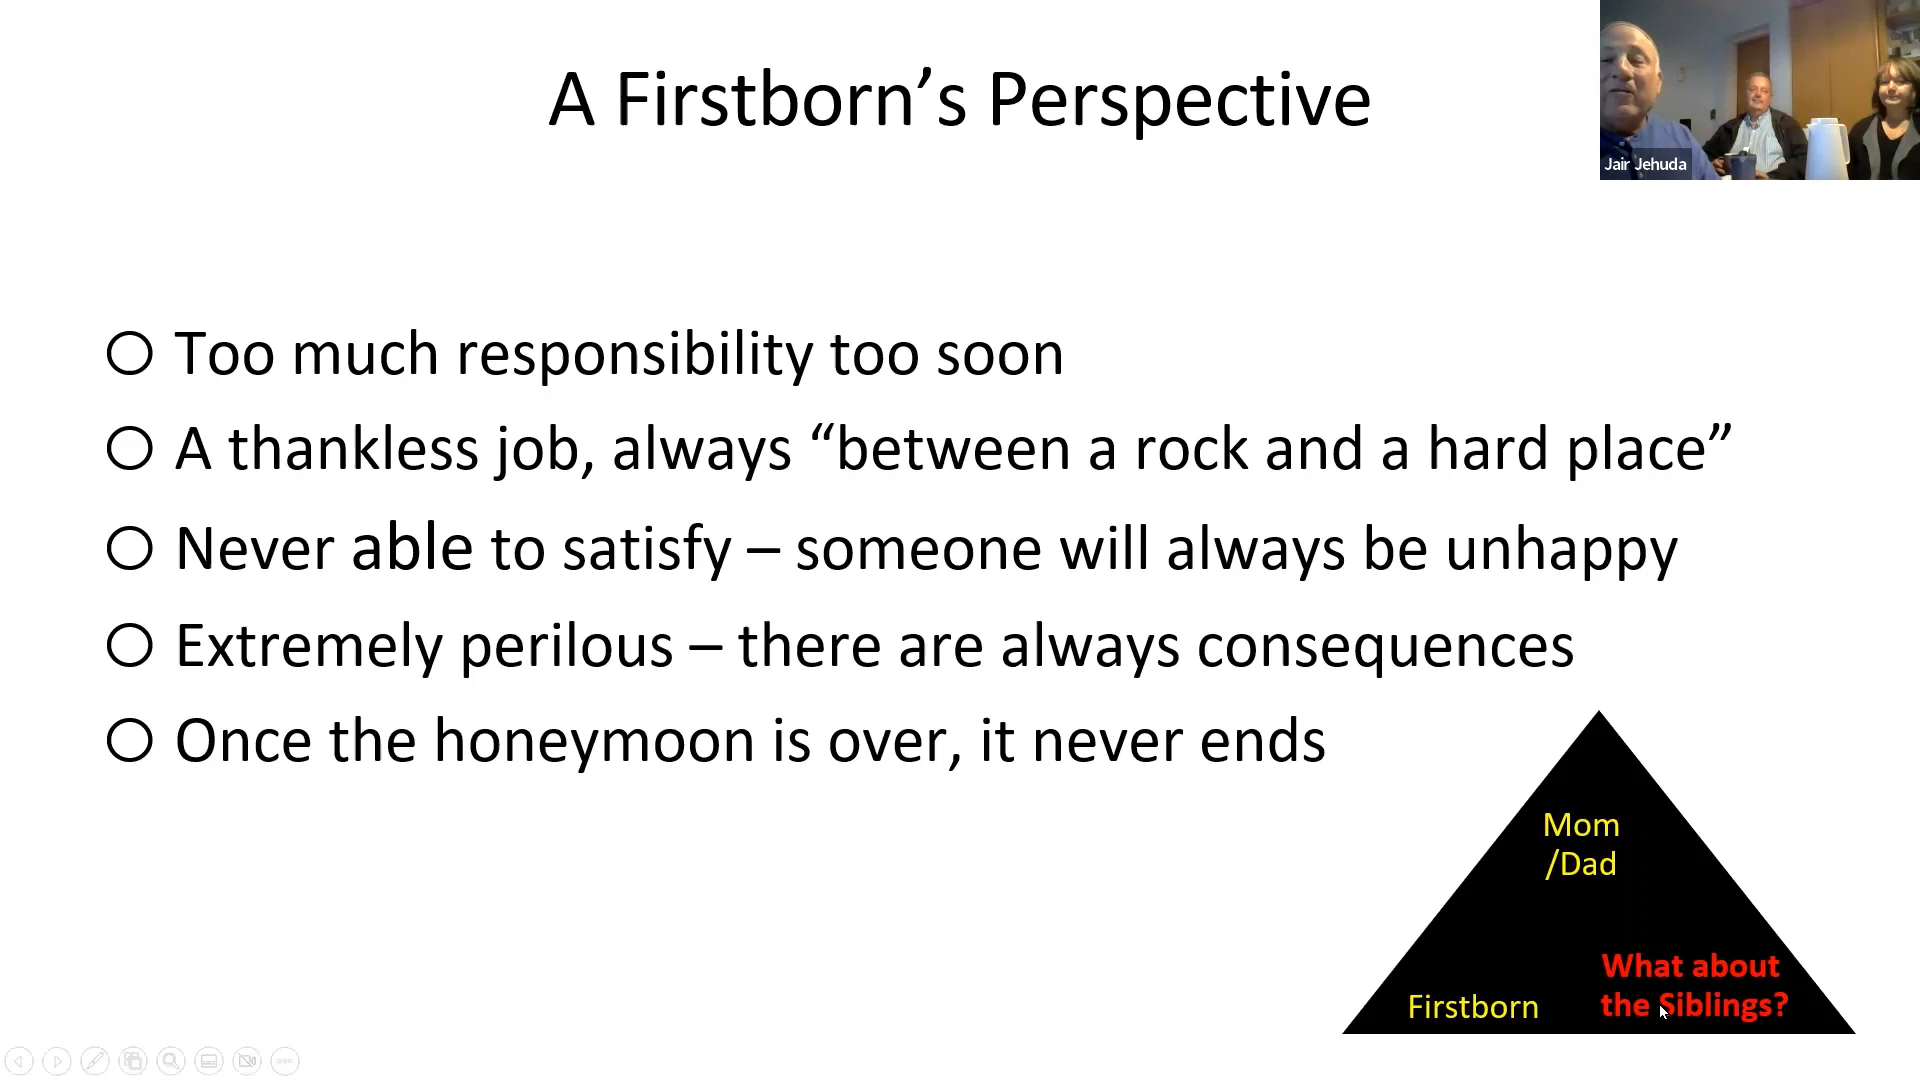 A Firstborn’s Perspective
Jair Jehuda
Too much responsibility too soon
A thankless job, always “between a rock and a hard place”
Never able to satisfy – someone will always be unhappy
Extremely perilous – there are always consequences
Once the honeymoon is over, it never ends
Mom
/Dad
Firstborn
What about
the Siblings?